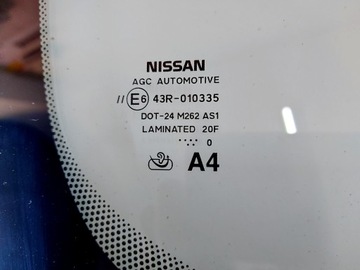 NISSAN
AGC AUTOMOTIVE
// E6 43R-010335
DOT-24 M262 AS1
LAMINATED 20F
0
A4